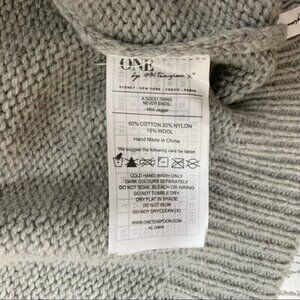 ONE
by oneteaspoon x
SYDNEY • NEW YORK • TOKYO • PARIS
A GOOD THING
NEVER ENDS.
- Mick Jagger
60% COTTON 30% NYLON
10% WOOL
Hand Made In China
We suggest the following care be taken
COLD HAND WASH ONLY
DARK COLOURS SEPARATELY
DO NOT SOAK, BLEACH OR WRING
DO NOT TUMBLE DRY
DRY FLAT IN SHADE
DO NOT IRON
DO NOT DRYCLEAN (X)
WWW.ONETEASPOON.COM